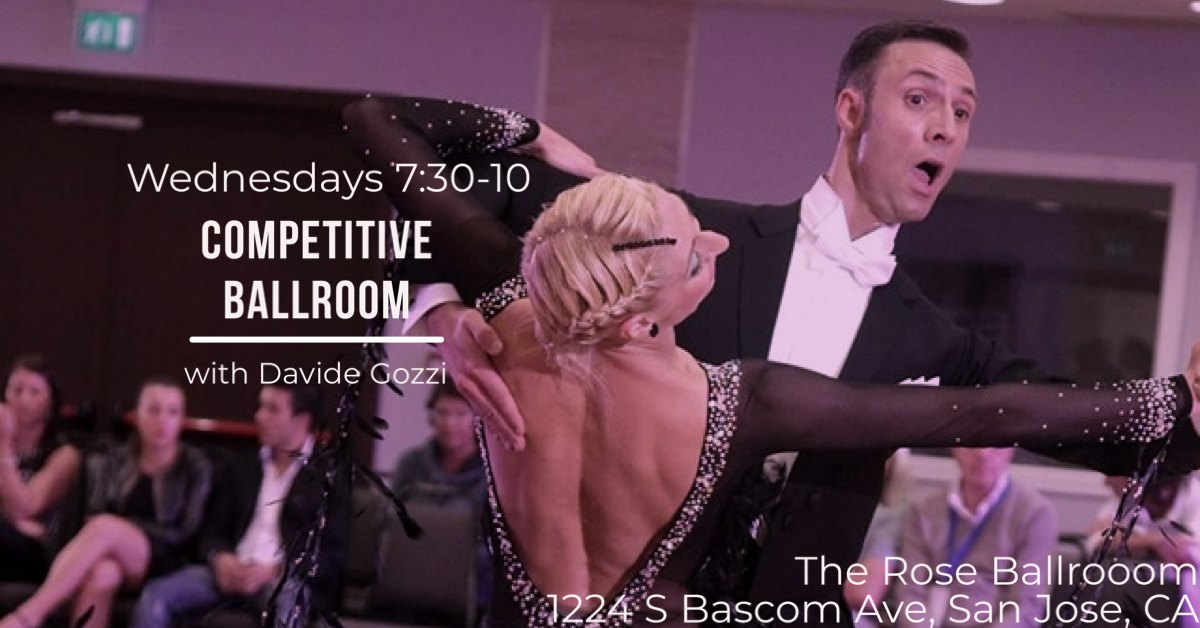 Wednesdays 7:30-10
COMPETITIVE
BALLROOM
with Davide Gozzi
The Rose Ballrooom
1224 S Bascom Ave, San Jose, CA